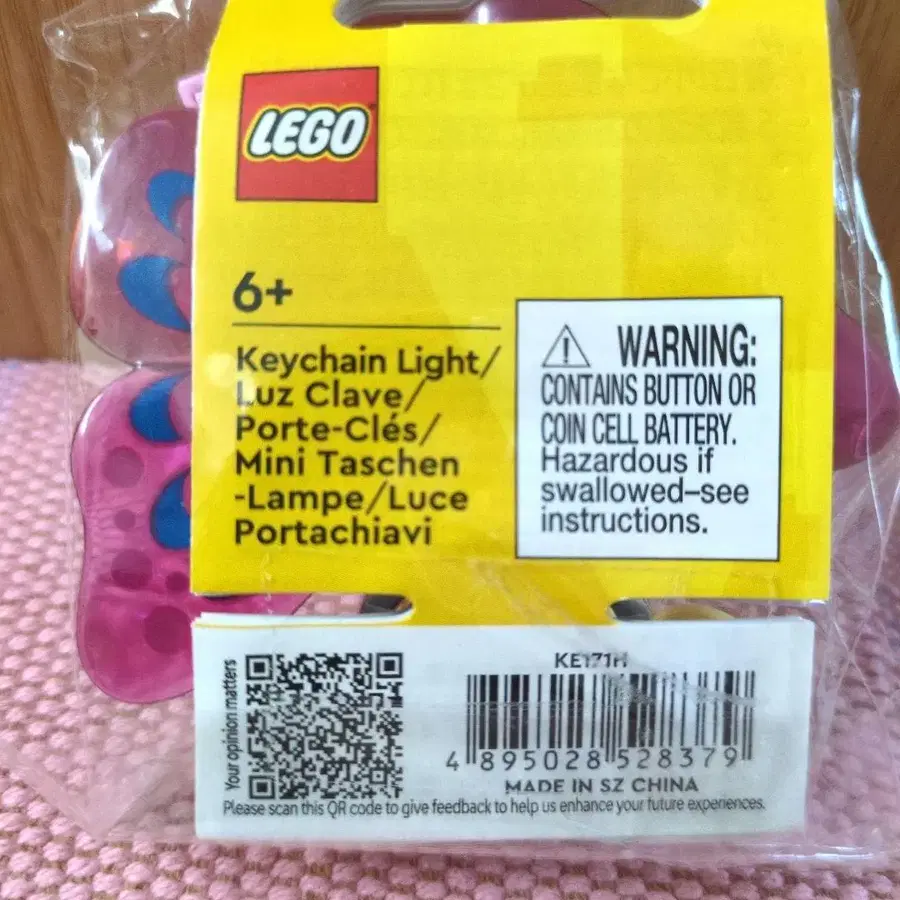 LEGO
6+
Keychain Light/
Luz Clave/
Porte-Clés/
Mini Taschen
-Lampe/Luce
Portachiavi
WARNING:
CONTAINS BUTTON OR
COIN CELL BATTERY.
Hazardous if
swallowed–see
instructions.
Your opinion matters
KE171H
4 895028 528379
MADE IN SZ CHINA
Please scan this QR code to give feedback to help us enhance your future experiences.